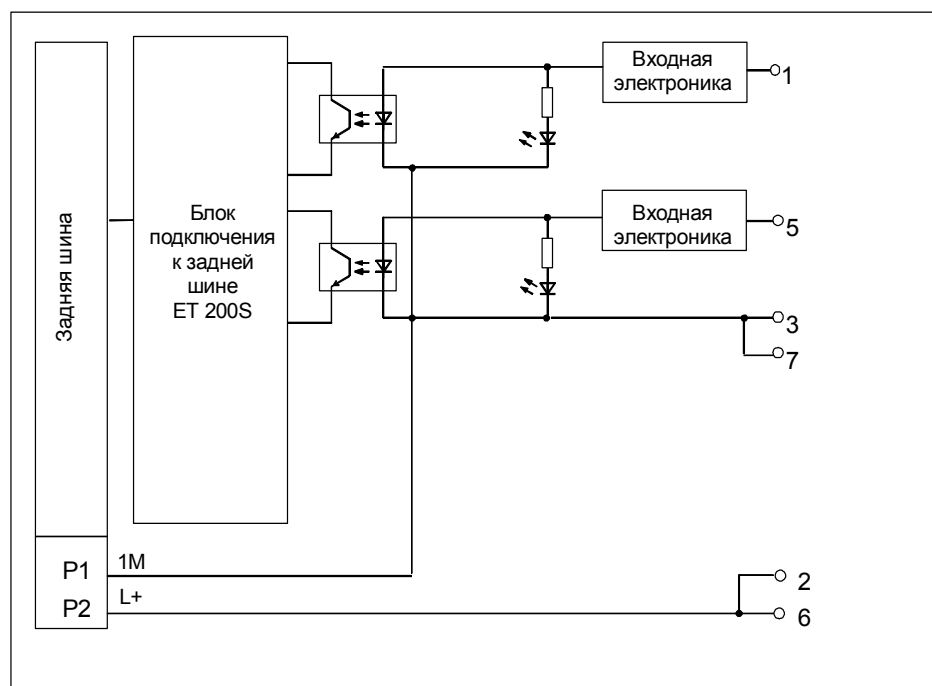 Входная
электроника
1
Блок
подключения
к задней
шине
ET 200S
Задняя шина
Входная
электроника
5
3
7
P1
1M
P2
L+
2
6